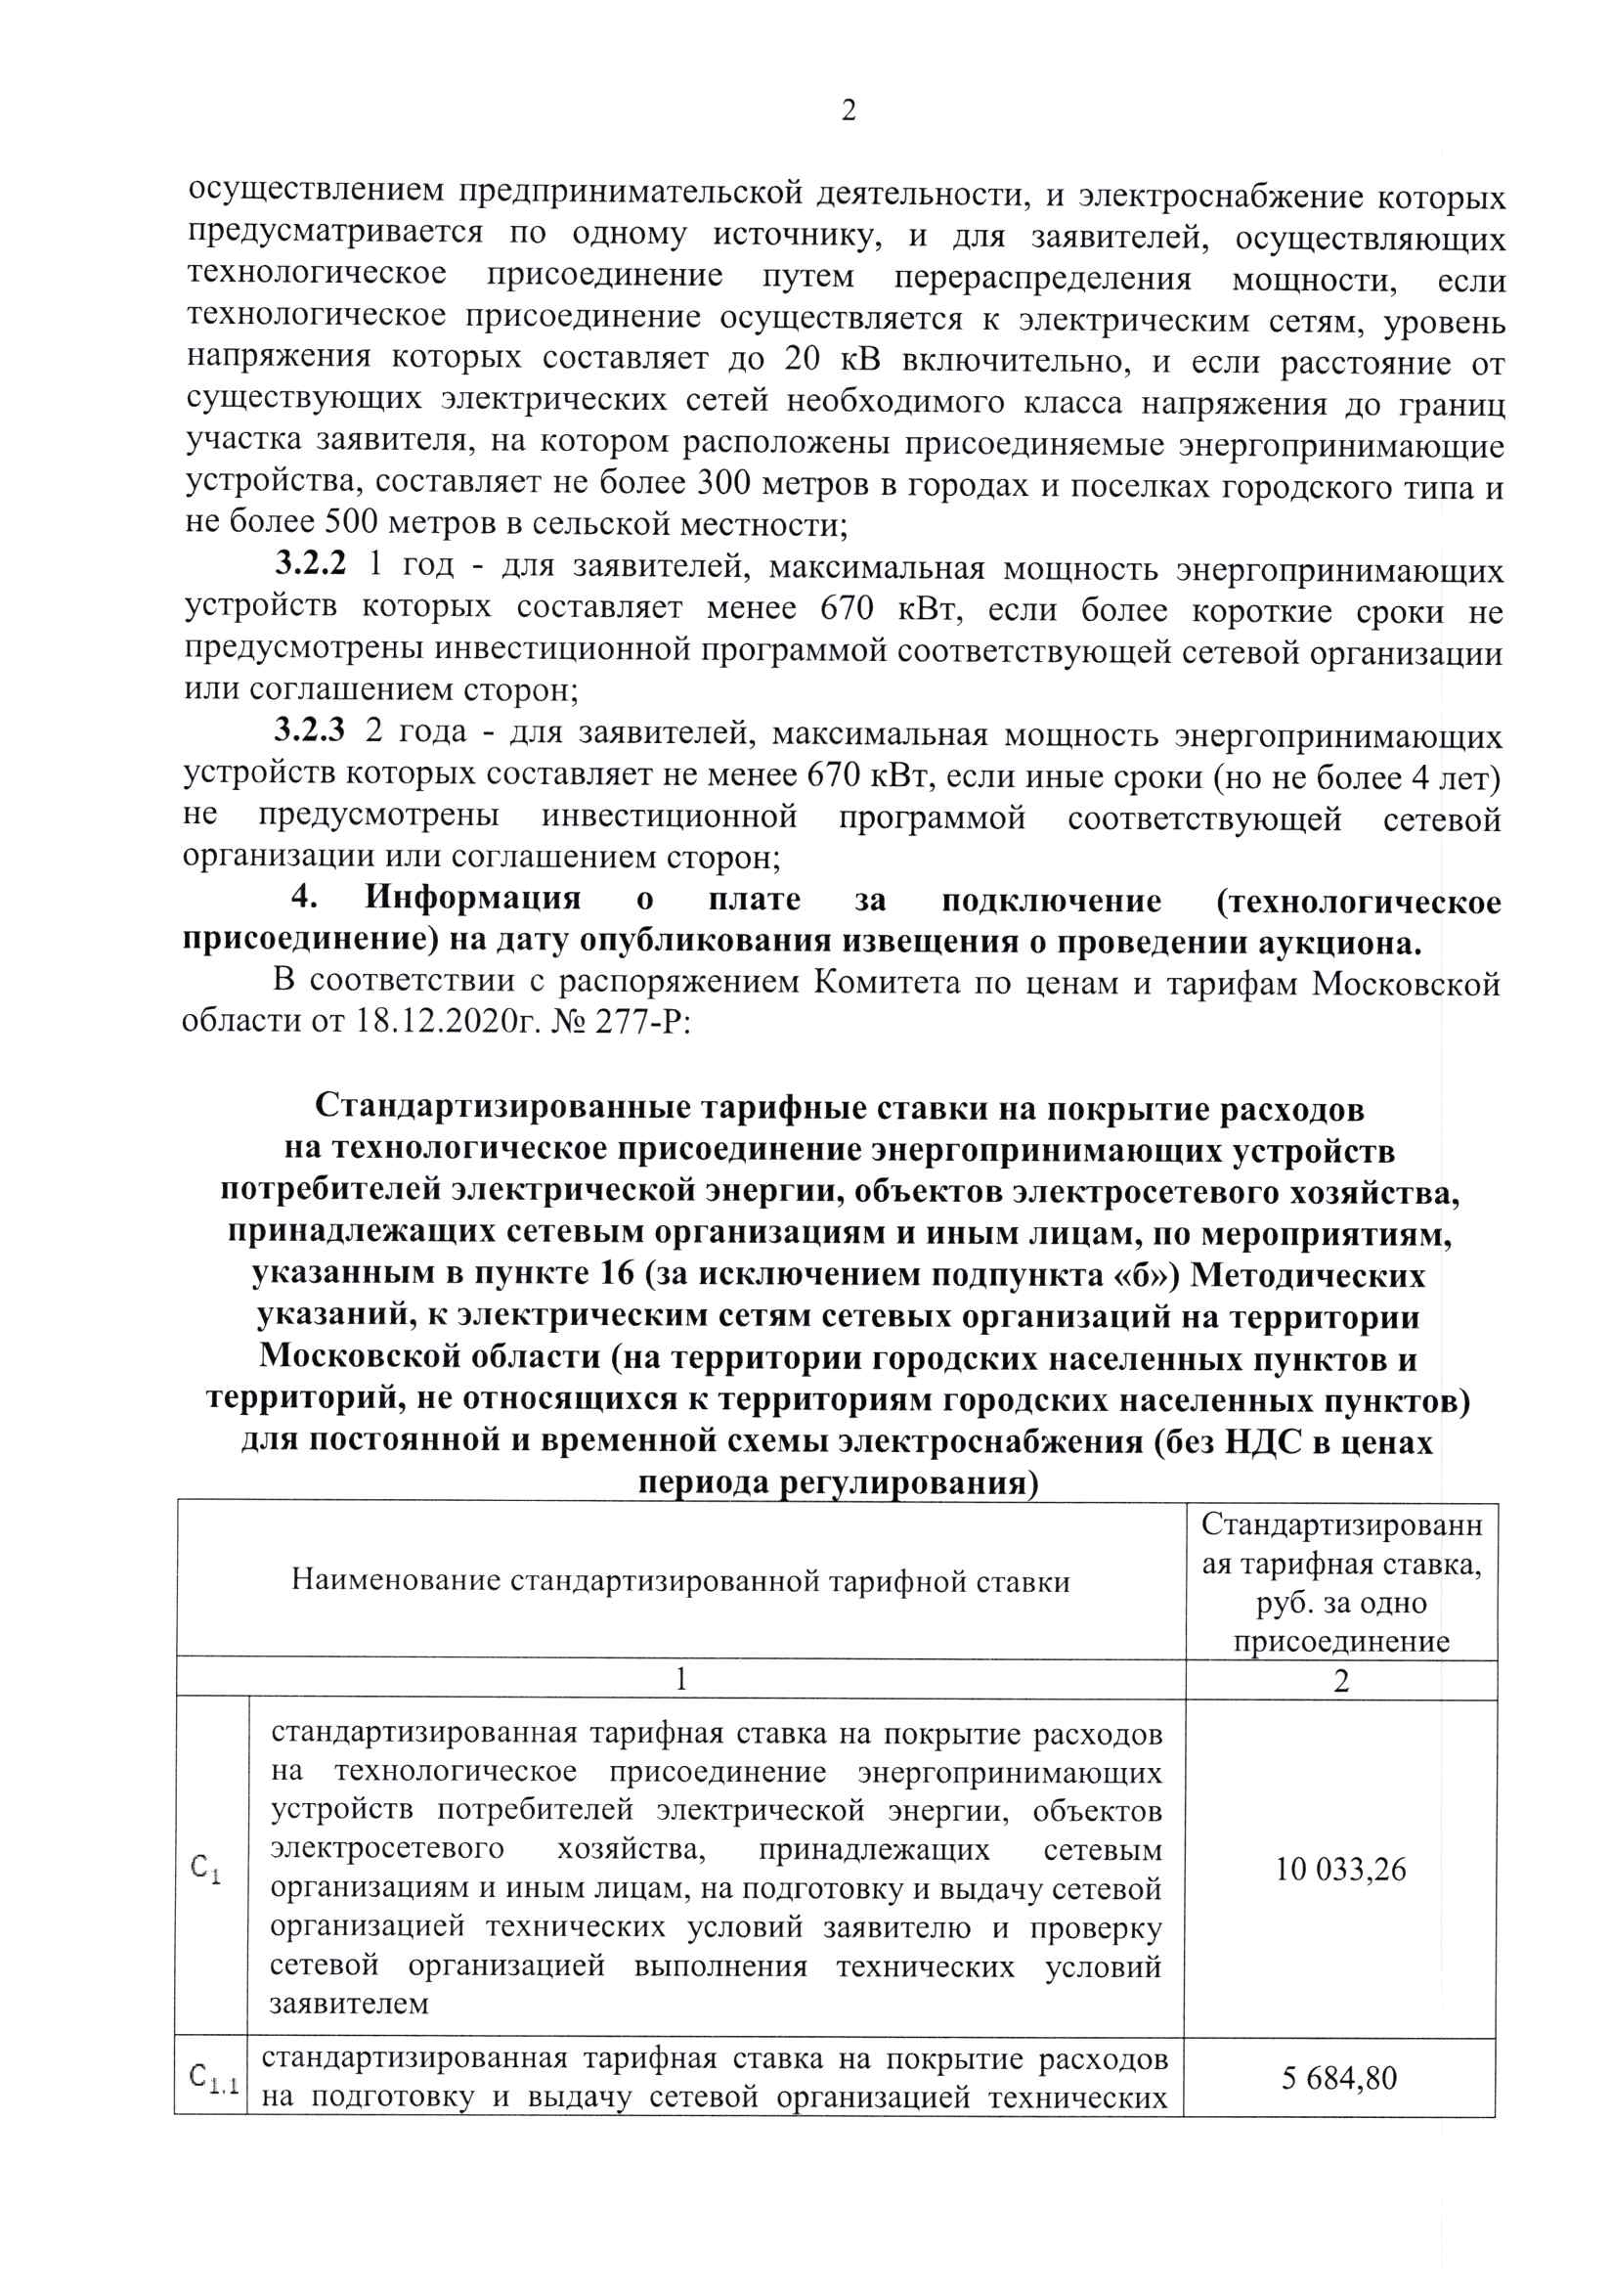 2
осуществлением предпринимательской деятельности, и электроснабжение которых
предусматривается по одному источнику, и для заявителей, осуществляющих
технологическое присоединение путем перераспределения мощности, если
технологическое присоединение осуществляется к электрическим сетям, уровень
напряжения которых составляет до 20 кВ включительно, и если расстояние от
существующих электрических сетей необходимого класса напряжения до границ
участка заявителя, на котором расположены присоединяемые энергопринимающие
устройства, составляет не более 300 метров в городах и поселках городского типа и
не более 500 метров в сельской местности;
3.2.2 1 год - для заявителей, максимальная мощность энергопринимающих
устройств которых составляет менее 670 кВт, если более короткие сроки не
предусмотрены инвестиционной программой соответствующей сетевой организации
или соглашением сторон;
3.2.3 2 года - для заявителей, максимальная мощность энергопринимающих
устройств которых составляет не менее 670 кВт, если иные сроки (но не более 4 лет)
не предусмотрены инвестиционной программой соответствующей сетевой
организации или соглашением сторон;
4. Информация о плате за подключение (технологическое
присоединение) на дату опубликования извещения о проведении аукциона.
В соответствии с распоряжением Комитета по ценам и тарифам Московской
области от 18.12.2020г. № 277-Р:
Стандартизированные тарифные ставки на покрытие расходов
на технологическое присоединение энергопринимающих устройств
потребителей электрической энергии, объектов электросетевого хозяйства,
принадлежащих сетевым организациям и иным лицам, по мероприятиям,
указанным в пункте 16 (за исключением подпункта «б») Методических
указаний, к электрическим сетям сетевых организаций на территории
Московской области (на территории городских населенных пунктов и
территорий, не относящихся к территориям городских населенных пунктов)
для постоянной и временной схемы электроснабжения (без НДС в ценах
периода регулирования)
Наименование стандартизированной тарифной ставки
Стандартизированн
ая тарифная ставка,
руб. за одно
присоединение
1
2
C1
стандартизированная тарифная ставка на покрытие расходов
на технологическое присоединение энергопринимающих
устройств потребителей электрической энергии, объектов
электросетевого хозяйства, принадлежащих сетевым
организациям и иным лицам, на подготовку и выдачу сетевой
организацией технических условий заявителю и проверку
сетевой организацией выполнения технических условий
заявителем
10 033,26
C1.1
стандартизированная тарифная ставка на покрытие расходов
на подготовку и выдачу сетевой организацией технических
5 684,80